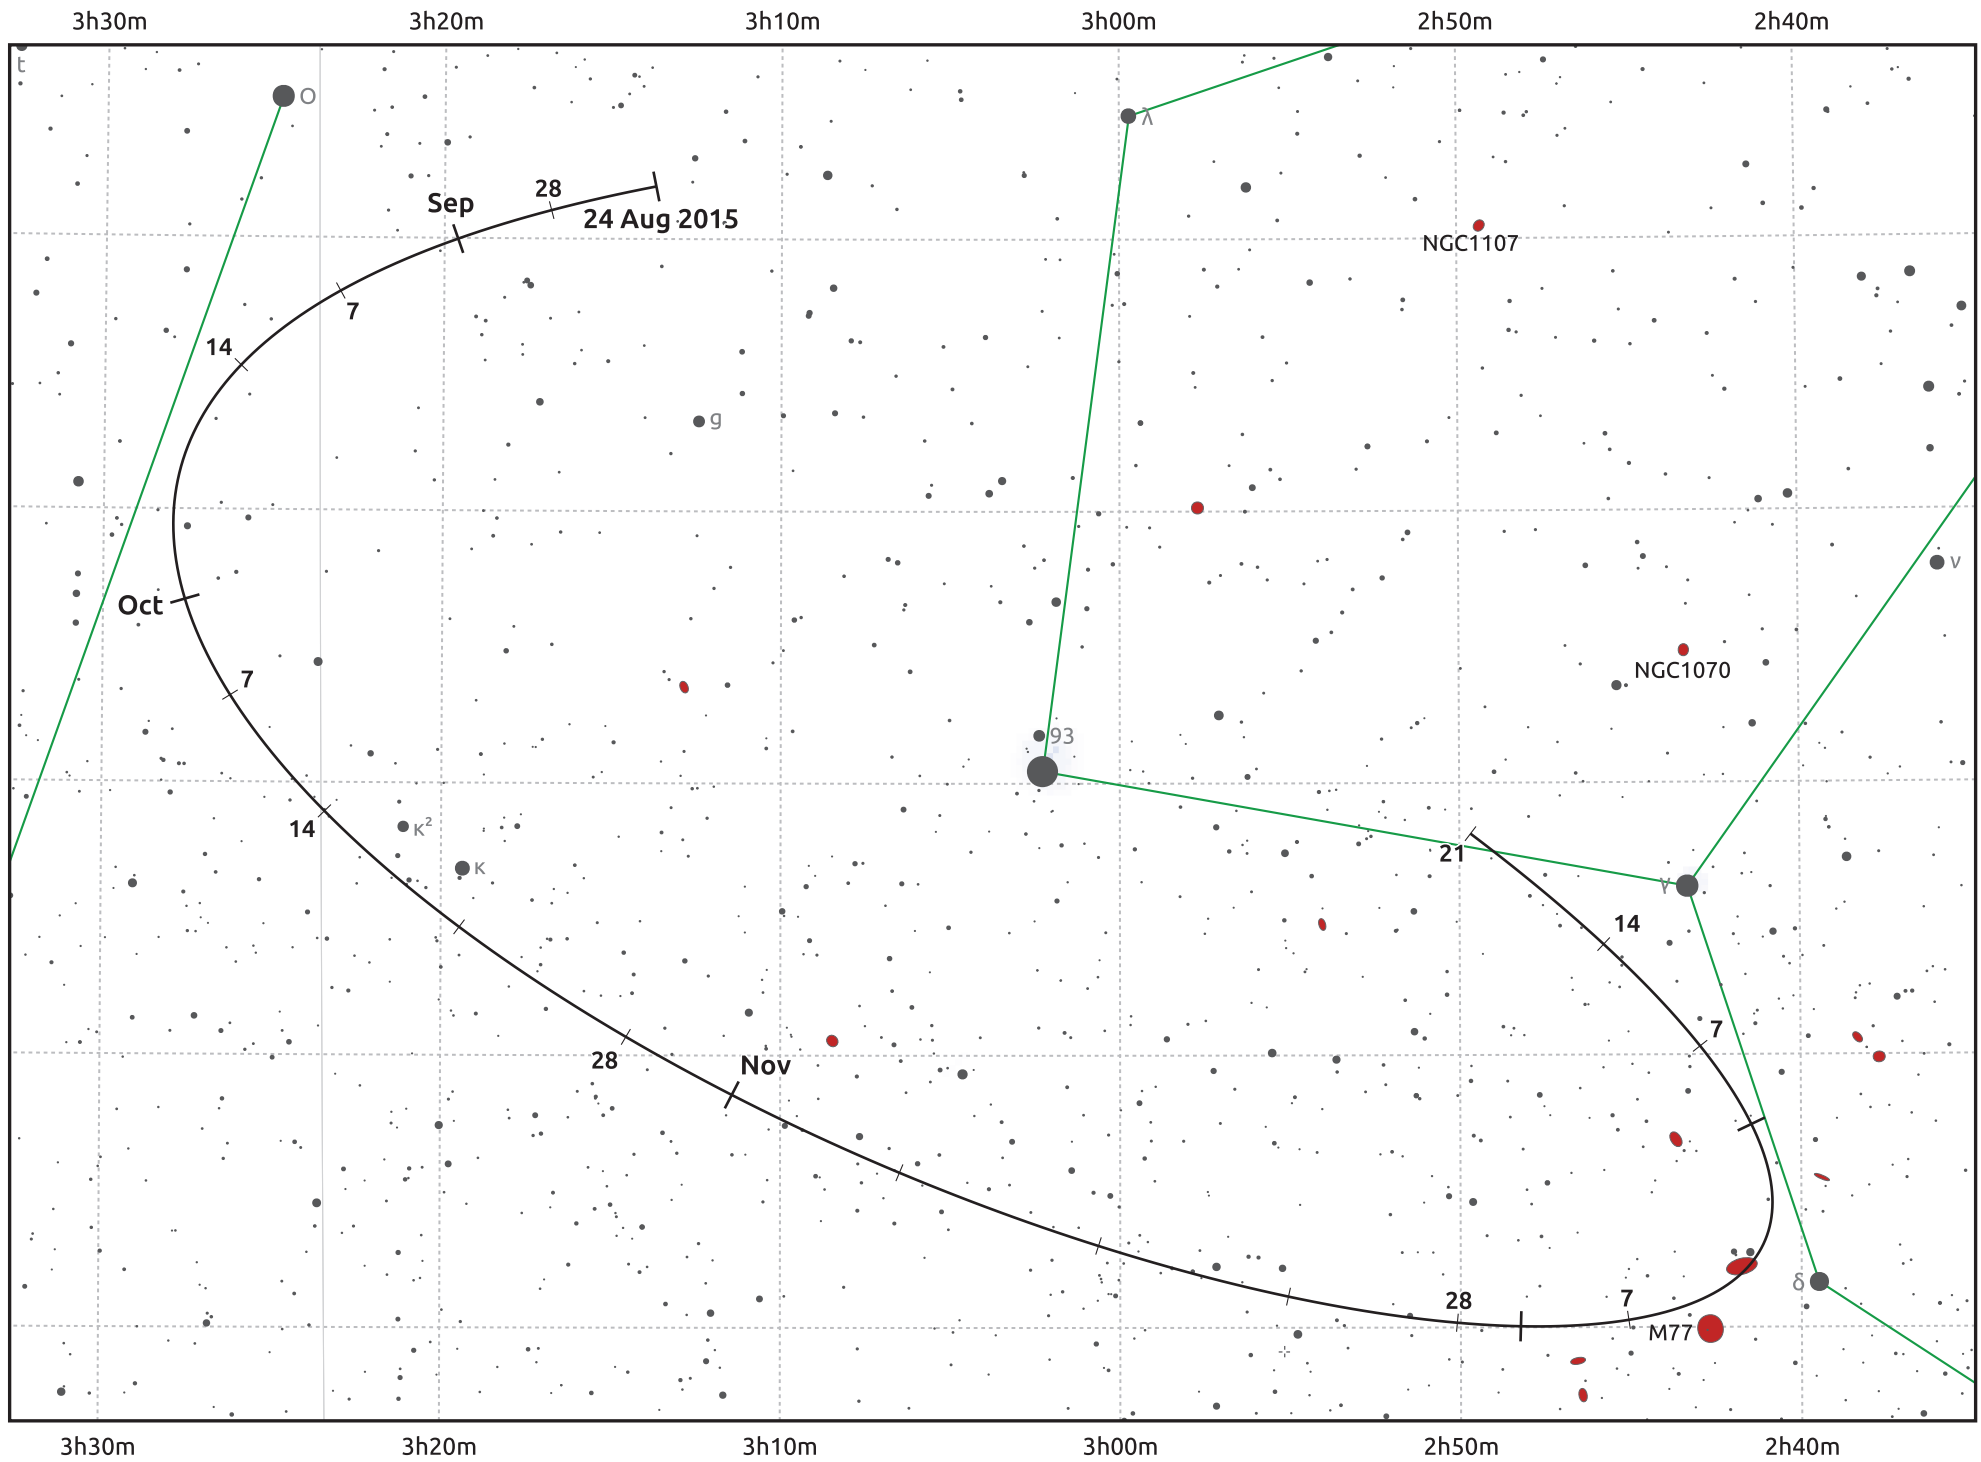 3h30m 3h20m 3h10m 3h00m 2h50m 2h40m
t
ο
λ
28
Sep
24 Aug 2015
NGC1107
7
14
g
ν
Oct
NGC1070
7
93
14
κ²
κ
21
γ
14
7
28
Nov
δ
28
7
M77
3h30m 3h20m 3h10m 3h00m 2h50m 2h40m